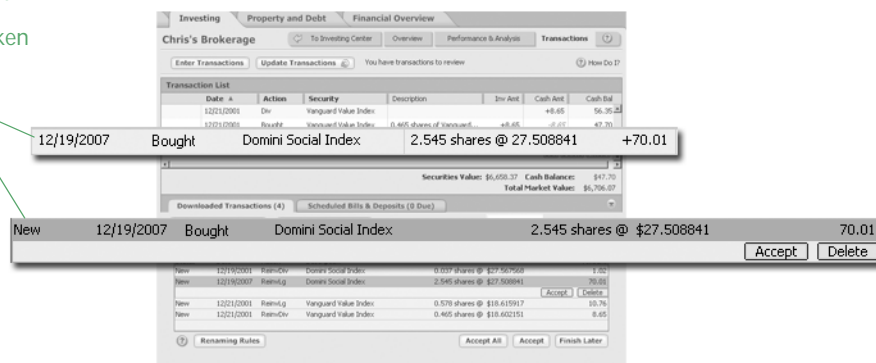 ken
Investing Property and Debt Financial Overview
Chris's Brokerage To Investing Center Overview Performance & Analysis Transactions
Enter Transactions Update Transactions You have transactions to review How Do I?
Transaction List
Date Action Security Description Inv Amt Cash Amt Cash Bal
12/21/2001 Div Vanguard Value Index +8.65 56.35
12/21/2001 Bought Vanguard Value Index 0.465 shares of Vanguard... +8.65 -8.65 47.70
12/19/2007 Bought Domini Social Index 2.545 shares @ 27.508841 +70.01
Securities Value: $6,658.37 Cash Balance: $47.70
Total Market Value: $6,706.07
Downloaded Transactions (4) Scheduled Bills & Deposits (0 Due)
New 12/19/2007 Bought Domini Social Index 2.545 shares @ $27.508841 70.01
Accept Delete
New 12/19/2001 ReinvDiv Domini Social Index 0.037 shares @ $27.567568 1.02
New 12/19/2007 ReinvLg Domini Social Index 2.545 shares @ $27.508841 70.01
Accept Delete
New 12/21/2001 ReinvLg Vanguard Value Index 0.578 shares @ $18.615917 10.76
New 12/21/2001 ReinvDiv Vanguard Value Index 0.465 shares @ $18.602151 8.65
Renaming Rules Accept All Accept Finish Later